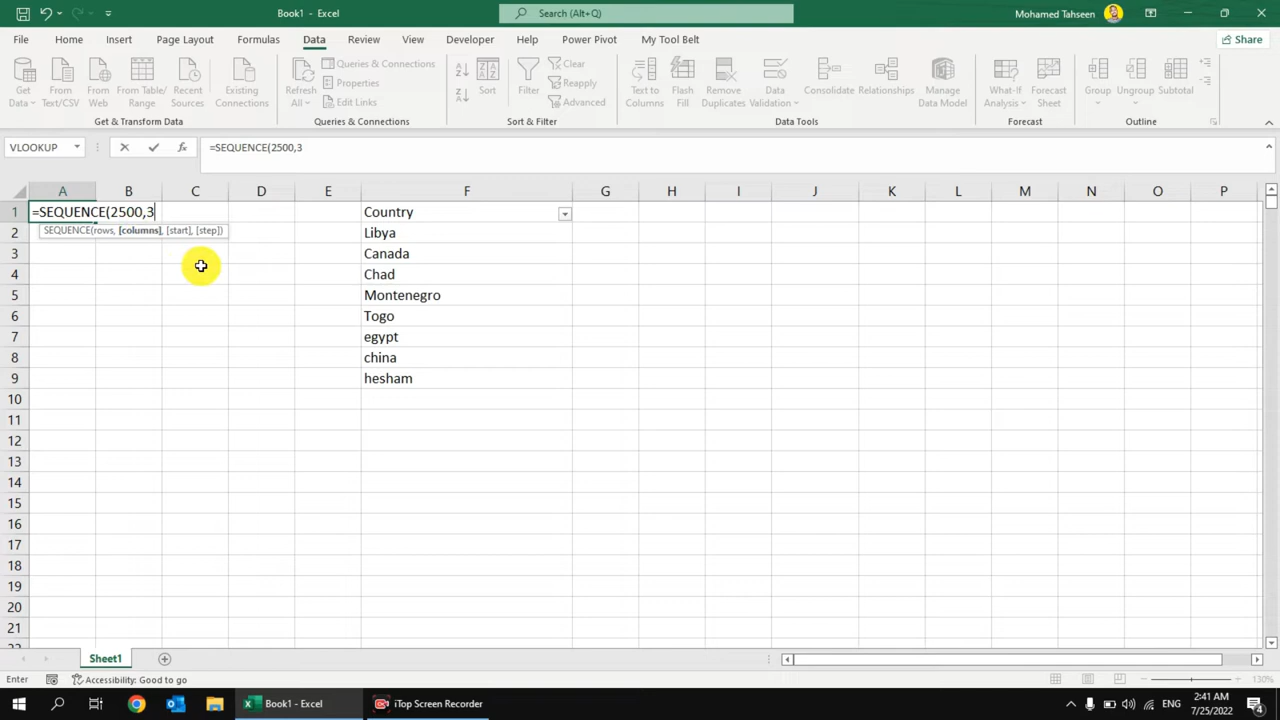 Book1 - Excel
Search (Alt+Q)
Mohamed Tahseen
File Home Insert Page Layout Formulas Data Review View Developer Help Power Pivot My Tool Belt
Share
Get Data
From Text/CSV
From Web
From Table/ Range
Recent Sources
Existing Connections
Refresh All
Queries & Connections
Properties
Edit Links
Sort
Filter
Clear
Reapply
Advanced
Text to Columns
Flash Fill
Remove Duplicates
Data Validation
Consolidate
Relationships
Manage Data Model
What-If Analysis
Forecast Sheet
Group
Ungroup
Subtotal
Get & Transform Data
Queries & Connections
Sort & Filter
Data Tools
Forecast
Outline
VLOOKUP
fx
=SEQUENCE(2500,3
A B C D E F G H I J K L M N O P
1 =SEQUENCE(2500,3 Country
SEQUENCE(rows, [columns], [start], [step])
2 Libya
3 Canada
4 Chad
5 Montenegro
6 Togo
7 egypt
8 china
9 hesham
10
11
12
13
14
15
16
17
18
19
20
21
22
Sheet1
Enter
Accessibility: Good to go
130%
Book1 - Excel
iTop Screen Recorder
ENG
2:41 AM
7/25/2022
4